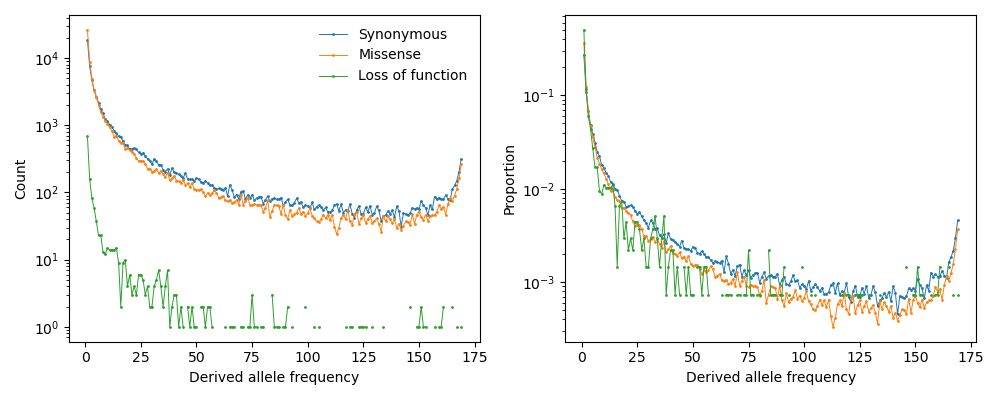 Count
10⁴
10³
10²
10¹
10⁰
0 25 50 75 100 125 150 175
Derived allele frequency
Synonymous
Missense
Loss of function
Proportion
10⁻¹
10⁻²
10⁻³
0 25 50 75 100 125 150 175
Derived allele frequency